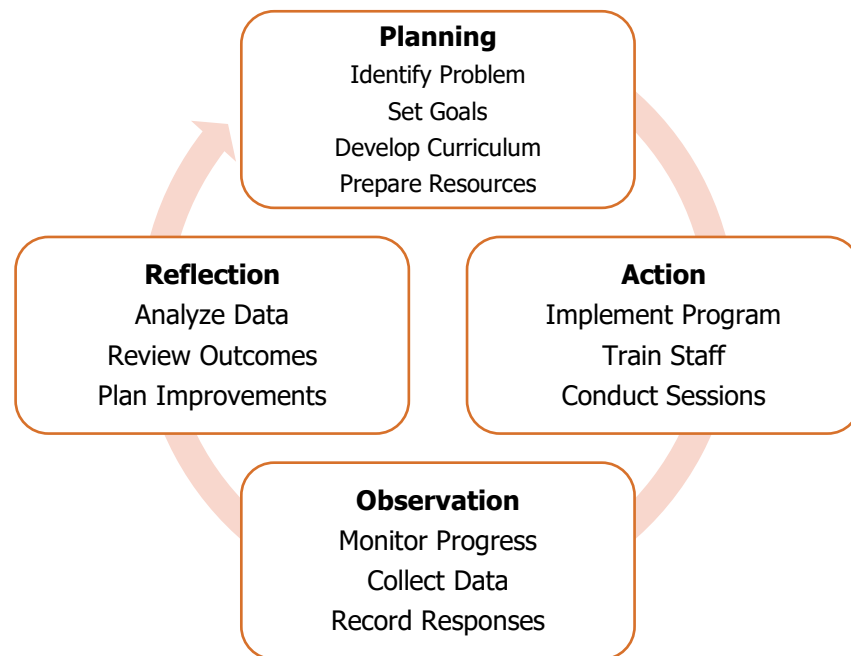 Planning
Identify Problem
Set Goals
Develop Curriculum
Prepare Resources
Reflection
Analyze Data
Review Outcomes
Plan Improvements
Action
Implement Program
Train Staff
Conduct Sessions
Observation
Monitor Progress
Collect Data
Record Responses